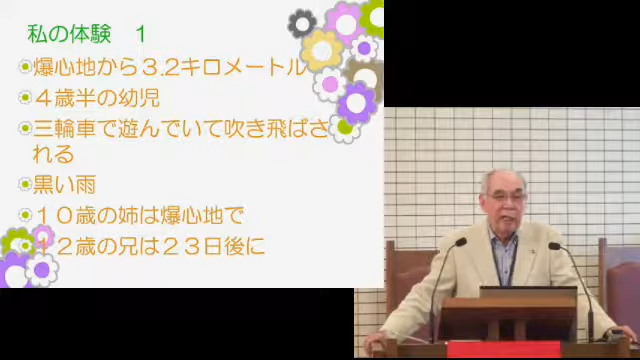 私の体験 1
爆心地から3.2キロメートル
4歳半の幼児
三輪車で遊んでいて吹き飛ばさ
れる
黒い雨
10歳の姉は爆心地で
12歳の兄は23日後に